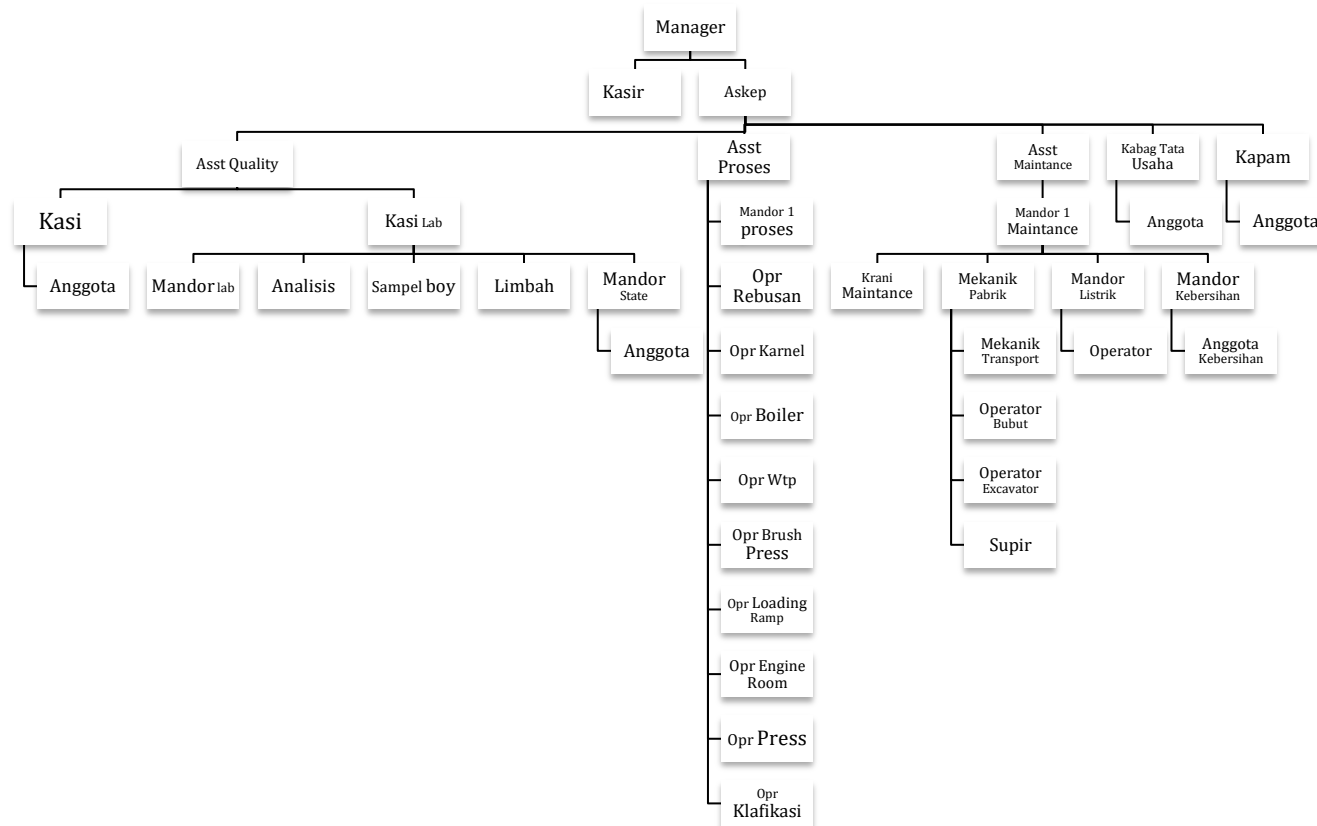 Manager
Kasir
Askep
Asst Quality
Asst
Proses
Asst
Maintance
Kabag Tata
Usaha
Kapam
Kasi
Kasi Lab
Mandor 1
proses
Mandor 1
Maintance
Anggota
Anggota
Anggota
Mandor lab
Analisis
Sampel boy
Limbah
Mandor
State
Opr
Rebusan
Krani
Maintance
Mekanik
Pabrik
Mandor
Listrik
Mandor
Kebersihan
Anggota
Opr Karnel
Mekanik
Transport
Operator
Anggota
Kebersihan
Opr Boiler
Operator
Bubut
Opr Wtp
Operator
Excavator
Opr Brush
Press
Supir
Opr Loading
Ramp
Opr Engine
Room
Opr Press
Opr
Klafikasi